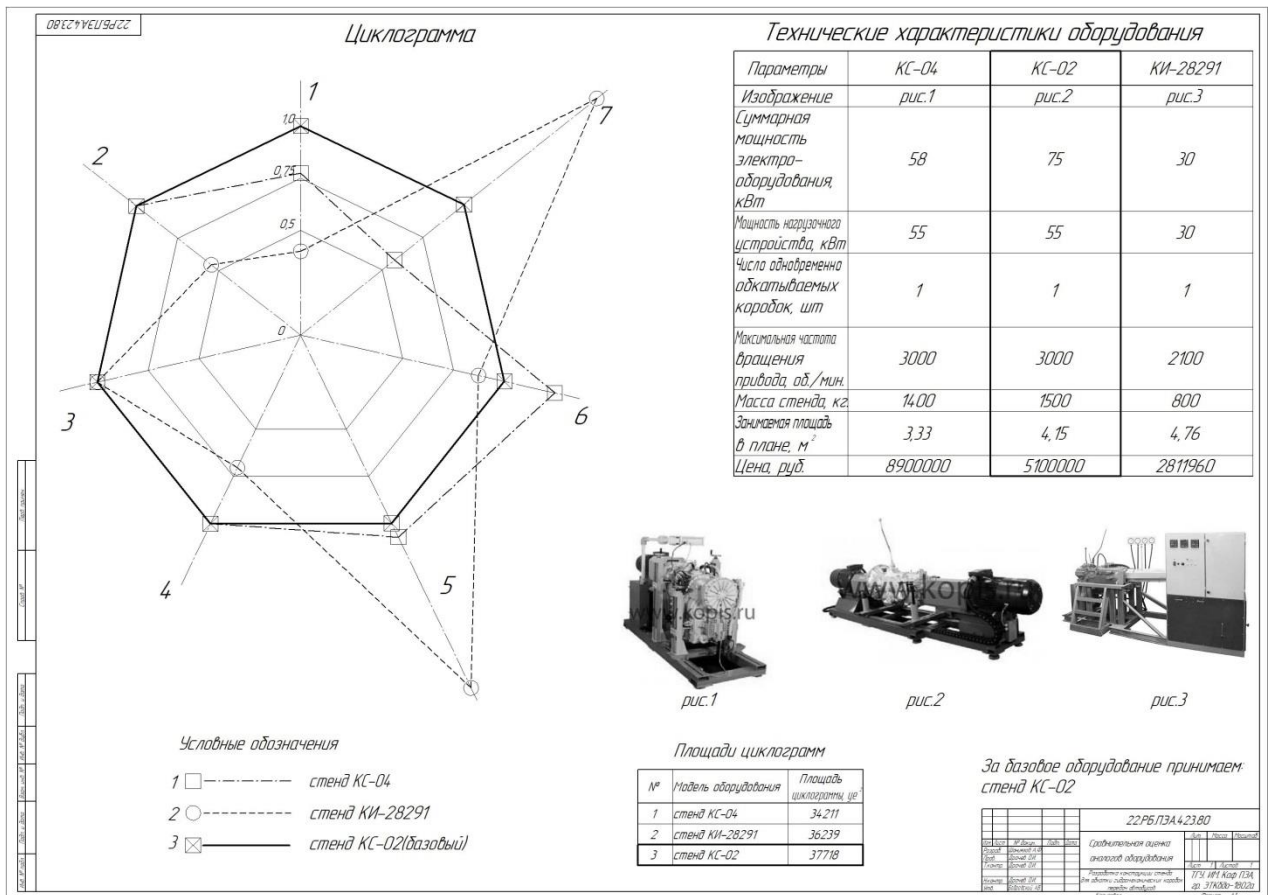 22.РБ.ПЭА.423.80
Циклограмма
1
1,0
0,75
0,5
0
2
3
4
5
6
7
Технические характеристики оборудования
Параметры КС-04 КС-02 КИ-28291
Изображение рис.1 рис.2 рис.3
Суммарная
мощность
электро-
оборудования,
кВт
58 75 30
Мощность нагрузочного
устройства, кВт
55 55 30
Число одновременно
обкатываемых
коробок, шт
1 1 1
Максимальная частота
вращения
привода, об./мин.
3000 3000 2100
Масса стенда, кг. 1400 1500 800
Занимаемая площадь
в плане, м²
3,33 4,15 4,76
Цена, руб. 8900000 5100000 2811960
www.kopis.ru
www.kopis.ru
рис.1 рис.2 рис.3
Условные обозначения
1 стенд КС-04
2 стенд КИ-28291
3 стенд КС-02(базовый)
Площади циклограмм
№ Модель оборудования Площадь
циклограммы, уе²
1 стенд КС-04 34211
2 стенд КИ-28291 36239
3 стенд КС-02 37718
За базовое оборудование принимаем:
стенд КС-02
22.РБ.ПЭА.423.80
Сравнительная оценка
аналогов оборудования